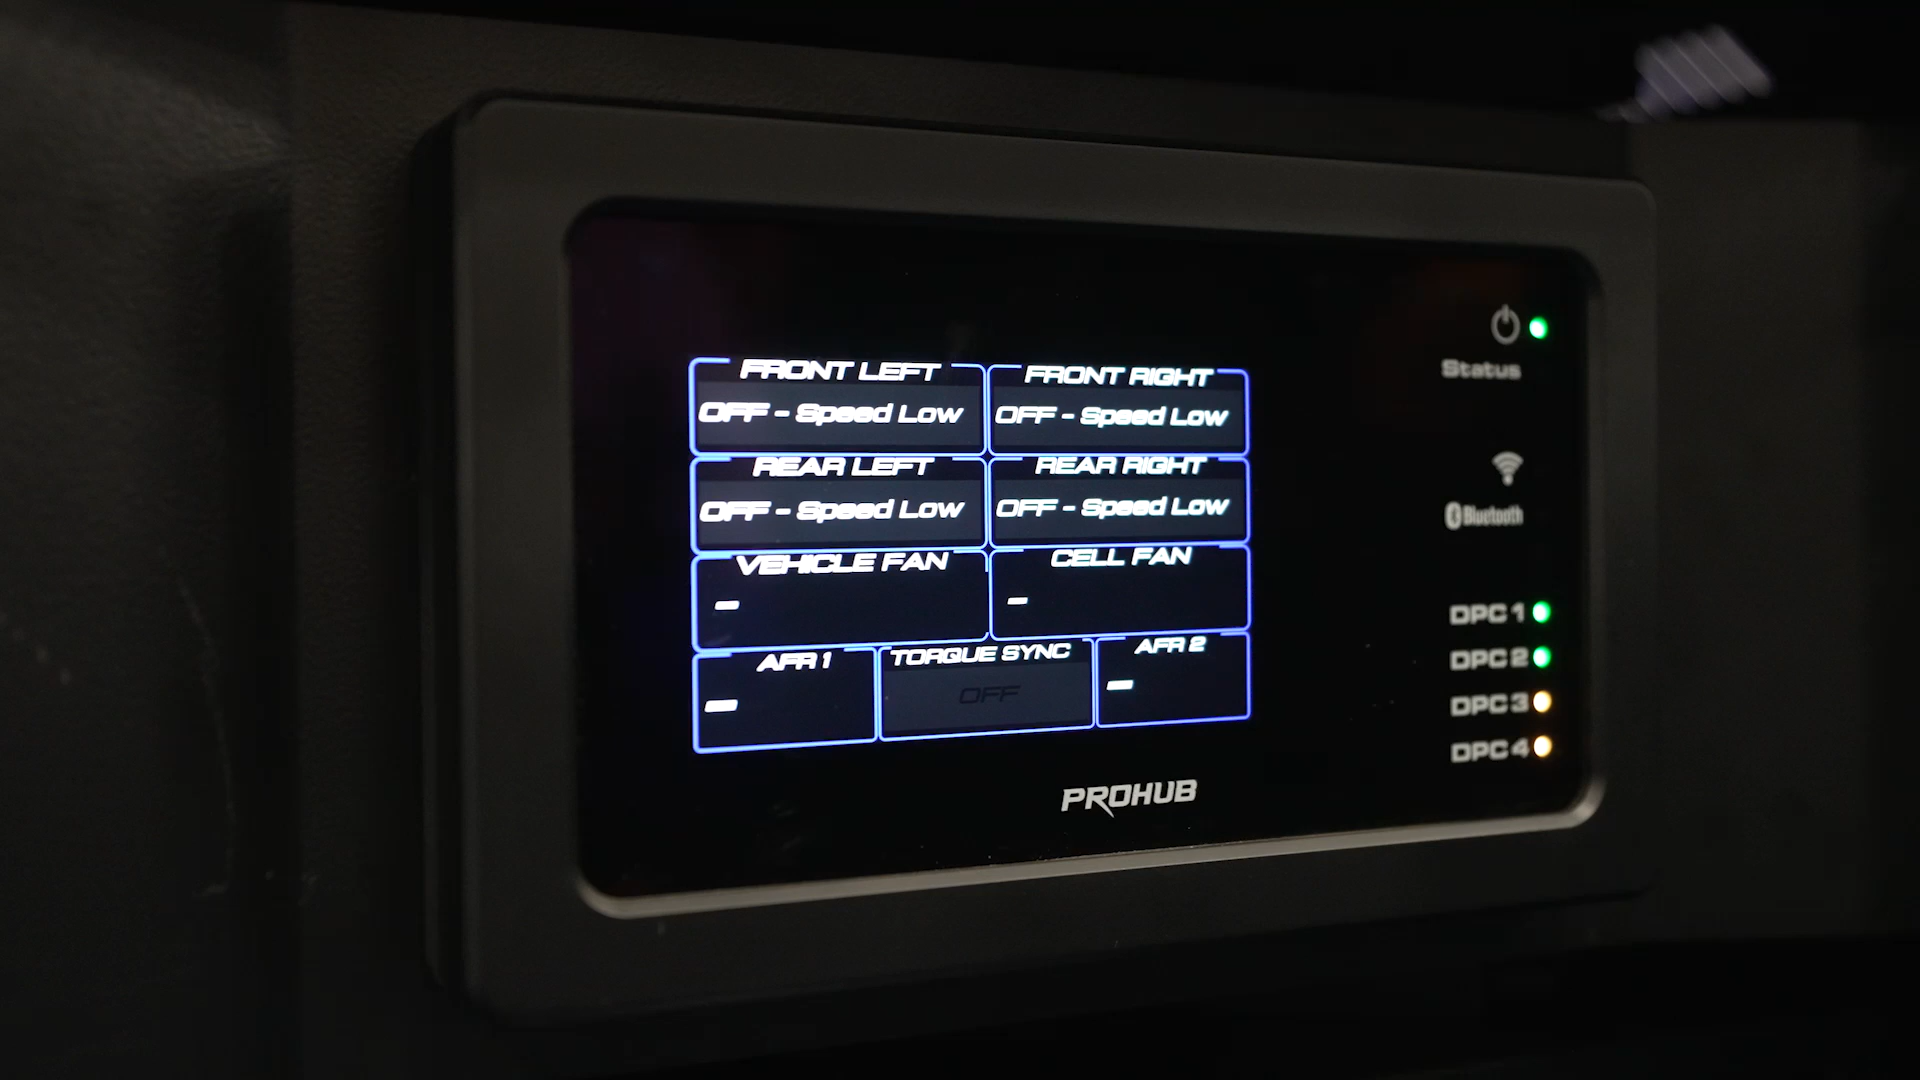 FRONT LEFT
OFF - Speed Low
FRONT RIGHT
OFF - Speed Low
REAR LEFT
OFF - Speed Low
REAR RIGHT
OFF - Speed Low
VEHICLE FAN
-
CELL FAN
-
AFR 1
-
TORQUE SYNC
OFF
AFR 2
-
PROHUB
Status
Bluetooth
DPC 1
DPC 2
DPC 3
DPC 4